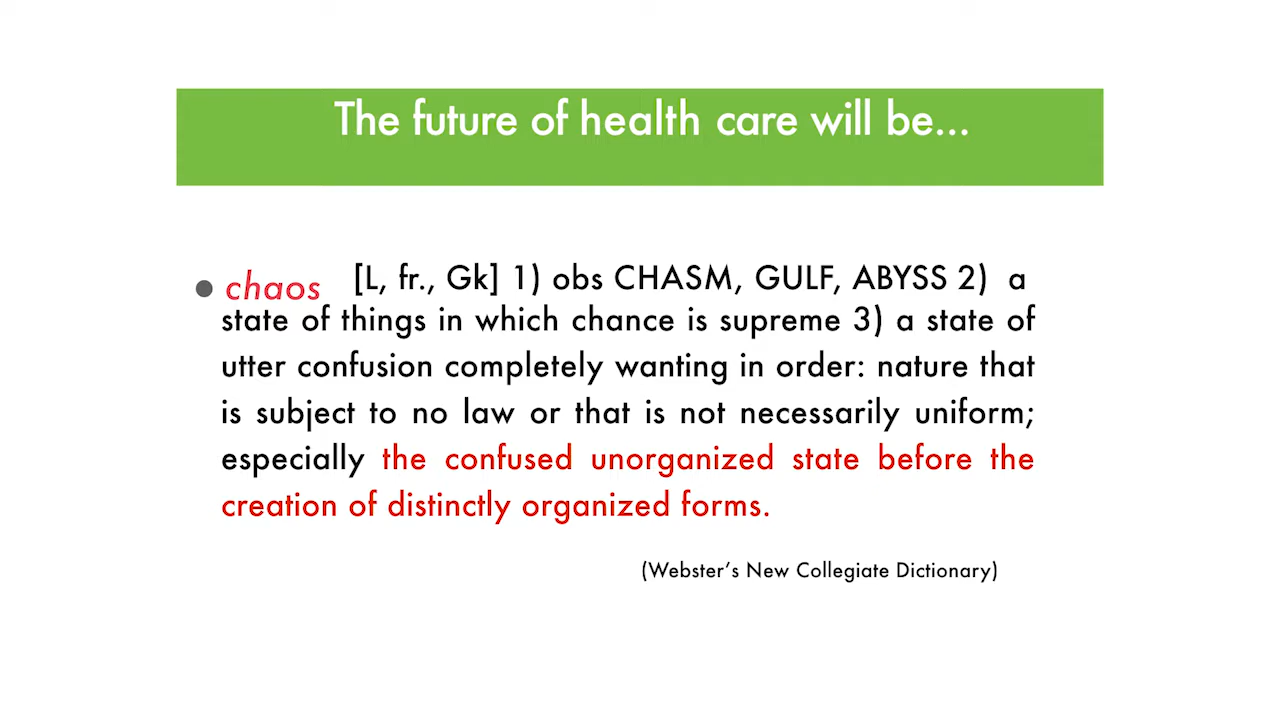 The future of health care will be...
• chaos [L, fr., Gk] 1) obs CHASM, GULF, ABYSS 2) a
state of things in which chance is supreme 3) a state of
utter confusion completely wanting in order: nature that
is subject to no law or that is not necessarily uniform;
especially the confused unorganized state before the
creation of distinctly organized forms.
(Webster’s New Collegiate Dictionary)